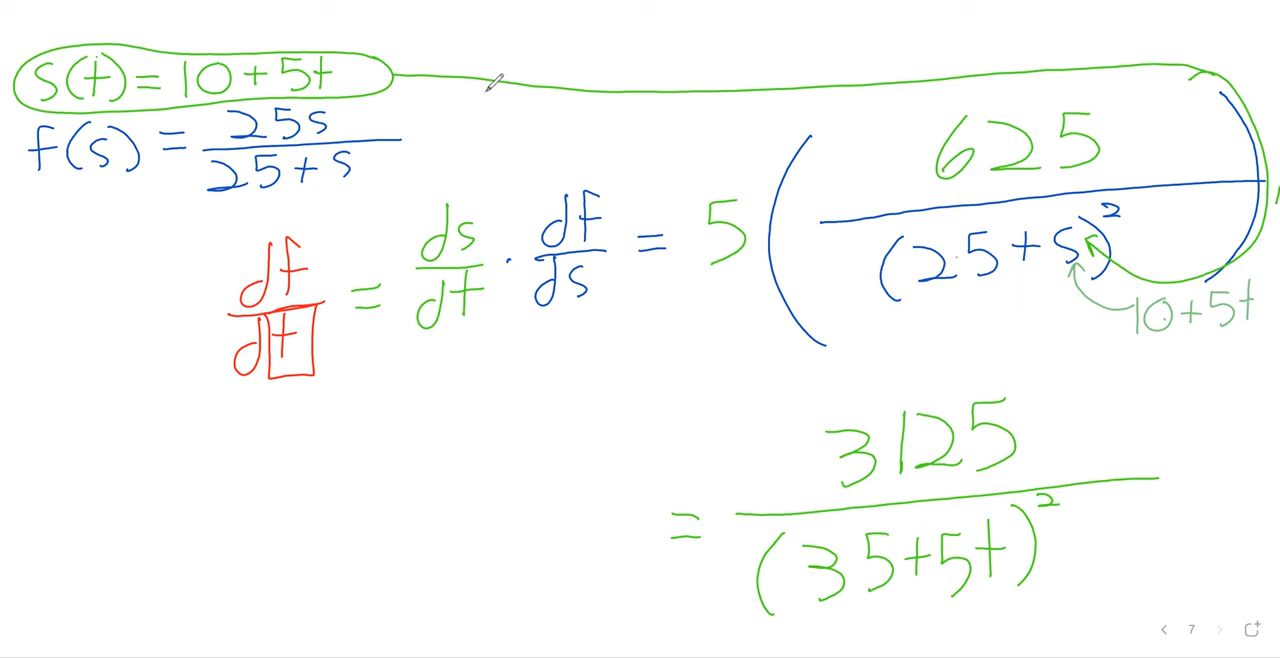 s(t) = 10+5t
f(s) = 25s / 25+s
df/dt = ds/dt · df/ds = 5 ( 625 / (25+s)² )
10+5t
= 3125 / (35+5t)²
7